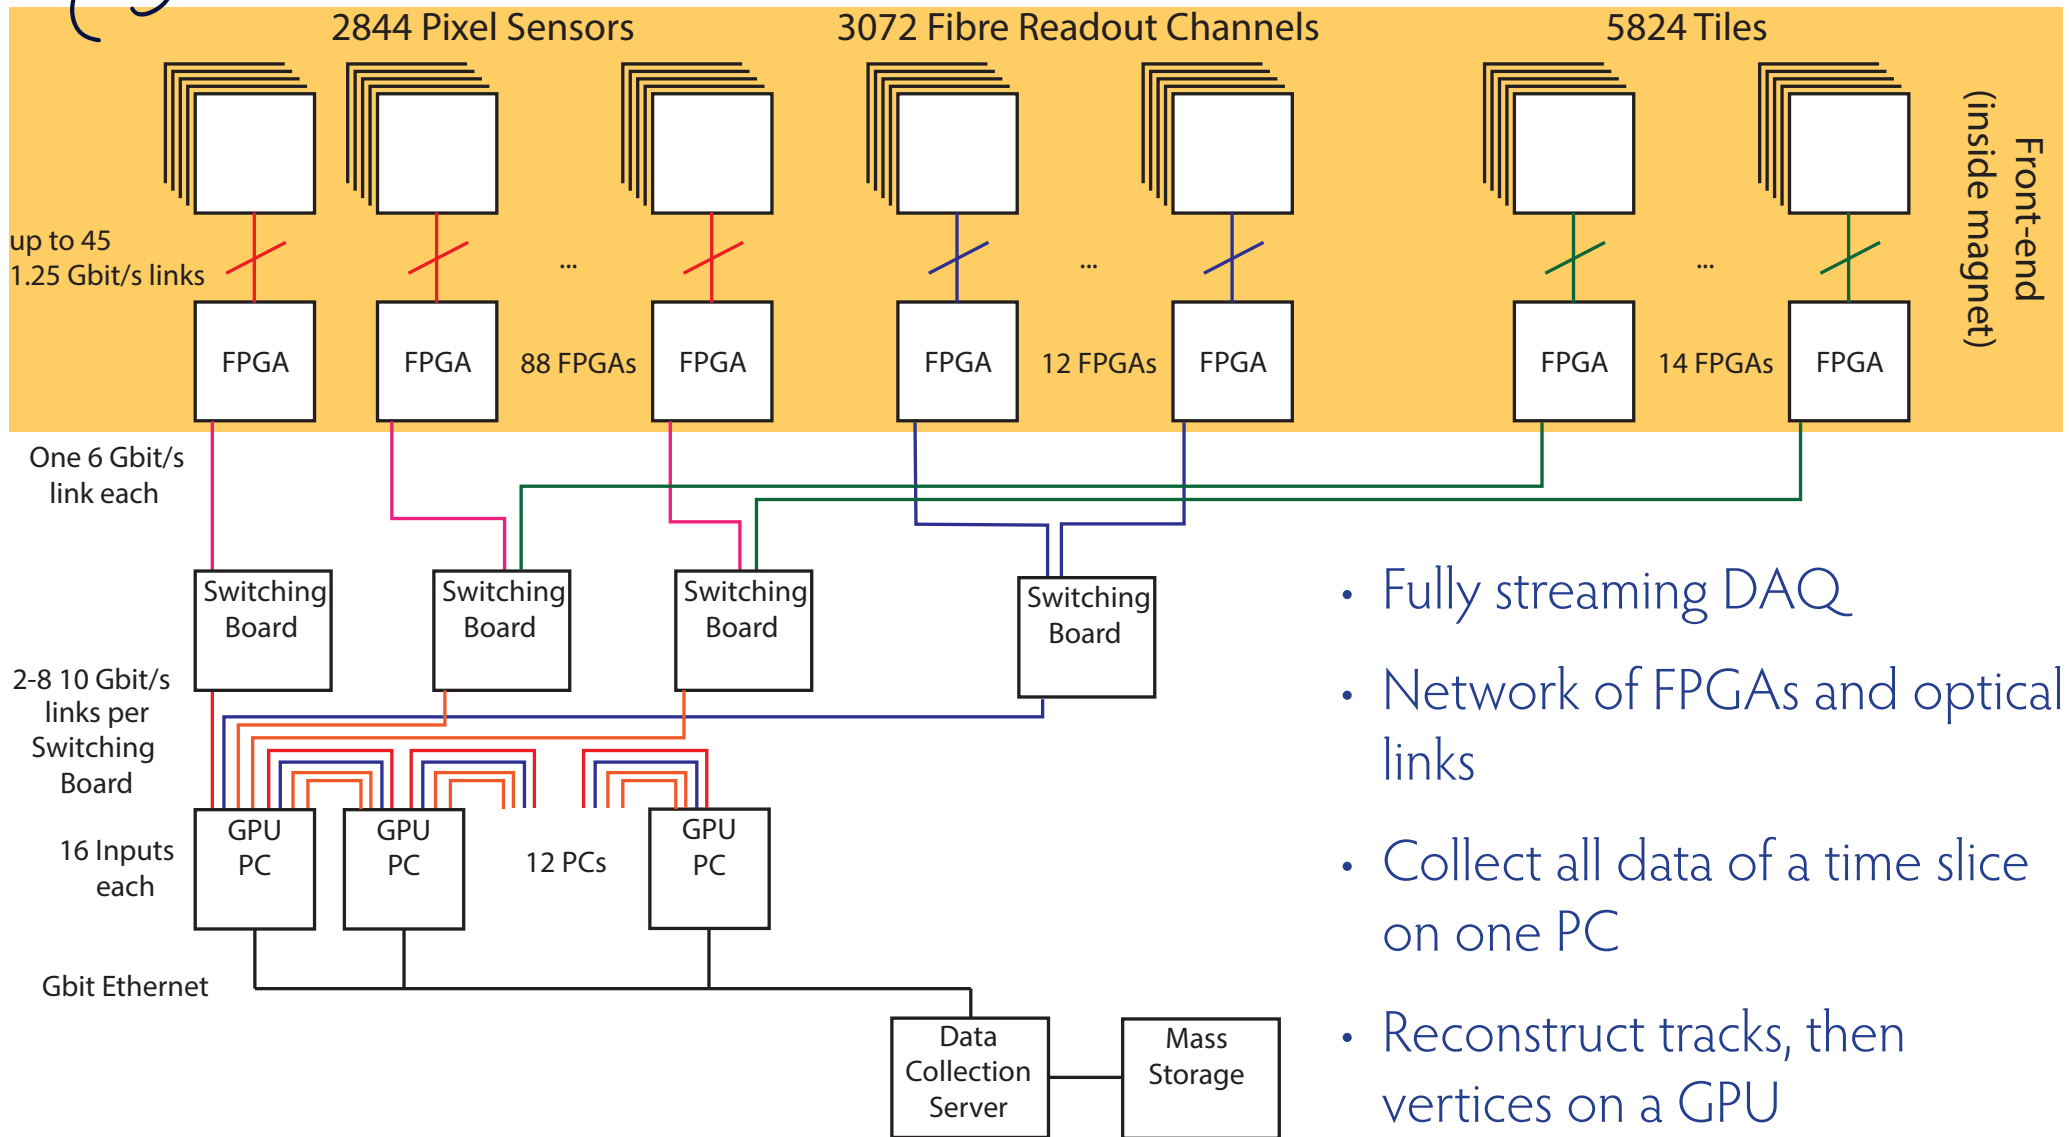 2844 Pixel Sensors
3072 Fibre Readout Channels
5824 Tiles
Front-end
(inside magnet)
up to 45
1.25 Gbit/s links
...
...
...
FPGA
FPGA
88 FPGAs
FPGA
FPGA
12 FPGAs
FPGA
FPGA
14 FPGAs
FPGA
One 6 Gbit/s
link each
Switching
Board
Switching
Board
Switching
Board
Switching
Board
2-8 10 Gbit/s
links per
Switching
Board
16 Inputs
each
GPU
PC
GPU
PC
12 PCs
GPU
PC
Gbit Ethernet
Data
Collection
Server
Mass
Storage
• Fully streaming DAQ
• Network of FPGAs and optical
links
• Collect all data of a time slice
on one PC
• Reconstruct tracks, then
vertices on a GPU